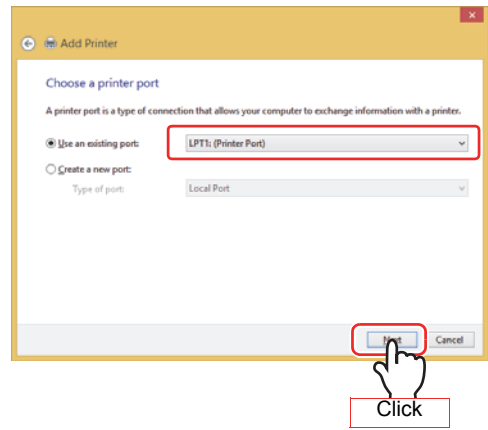 Add Printer
Choose a printer port
A printer port is a type of connection that allows your computer to exchange information with a printer.
Use an existing port: LPT1: (Printer Port)
Create a new port:
Type of port: Local Port
Next Cancel
Click